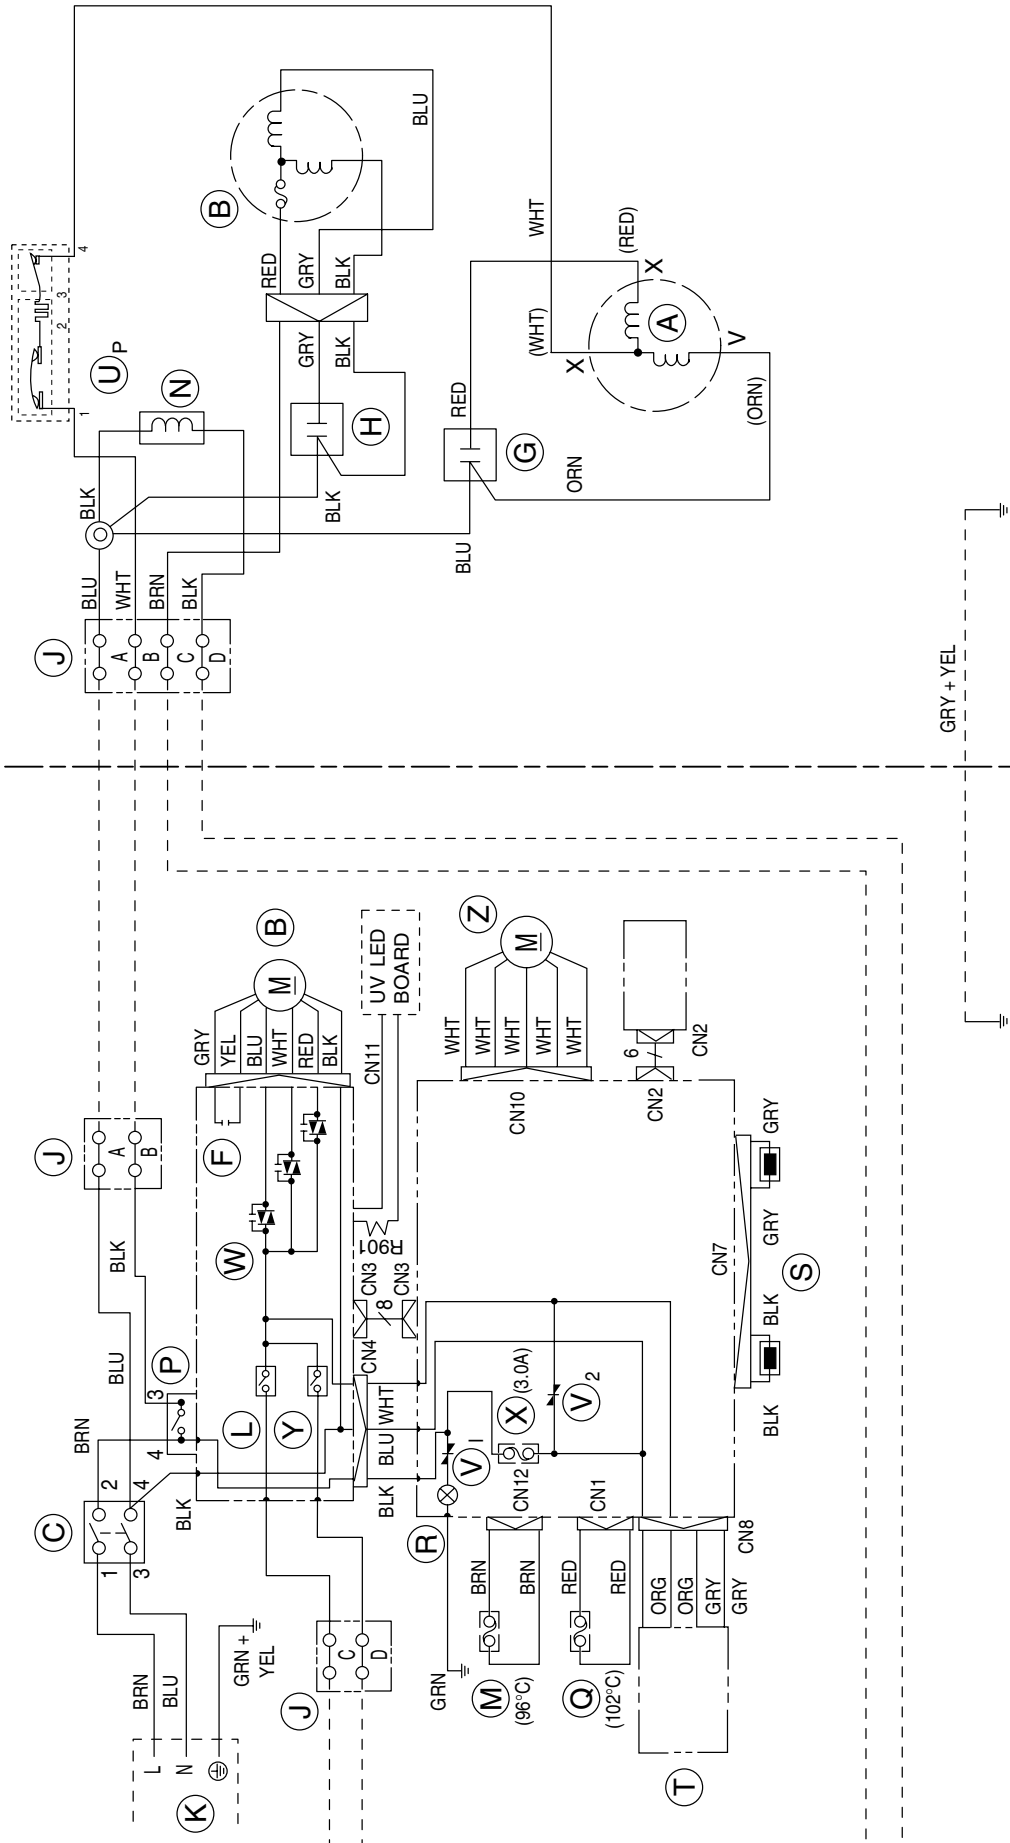 4
3
2
1
U P
N
B
BLU
RED
GRY
BLK
GRY
BLK
H
BLK
WHT
(WHT)
(RED)
X
A
X
V
RED
G
ORN
(ORN)
BLK
BLU
BLU
WHT
BRN
BLK
J
A
B
C
D
GRY + YEL
B
M
GRY
YEL
BLU
WHT
RED
BLK
UV LED
BOARD
CN11
Z
M
WHT
WHT
WHT
WHT
WHT
CN10
6
CN2
CN2
J
A
B
F
W
R901
CN3
CN3
8
CN4
CN7
GRY
GRY
S
BLK
BLK
BLK
BLU
P
3
4
BRN
L
Y
BLK
BLU
WHT
BLK
C
2
4
1
3
X
(3.0A)
V 2
V 1
CN12
CN1
CN8
R
BRN
BRN
RED
RED
ORG
ORG
GRY
GRY
M
(96°C)
Q
(102°C)
T
GRN
GRN +
YEL
J
C
D
BRN
BLU
L
N
K